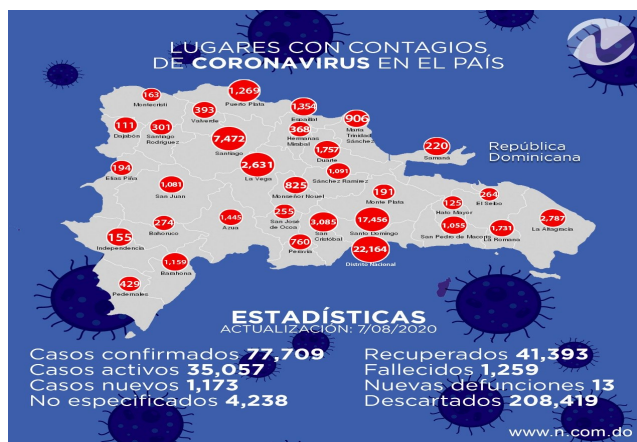 LUGARES CON CONTAGIOS
DE CORONAVIRUS EN EL PAÍS
163
Montecristi
393
Valverde
1,269
Puerto Plata
1,354
Espaillat
368
Hermanas
Mirabal
906
María
Trinidad
Sánchez
111
Dajabón
301
Santiago
Rodríguez
7,472
Santiago
1,757
Duarte
220
Samaná
República
Dominicana
194
Elías Piña
1,081
San Juan
2,631
La Vega
825
Monseñor Nouel
1,091
Sánchez Ramírez
191
Monte Plata
125
Hato Mayor
264
El Seibo
155
Independencia
274
Bahoruco
1,445
Azua
255
San José
de Ocoa
3,085
San
Cristóbal
17,456
Santo Domingo
1,055
San Pedro de Macorís
1,731
La Romana
2,787
La Altagracia
1,159
Barahona
760
Peravia
22,164
Distrito Nacional
429
Pedernales
ESTADÍSTICAS
ACTUALIZACIÓN: 7/08/2020
Casos confirmados 77,709
Casos activos 35,057
Casos nuevos 1,173
No especificados 4,238
Recuperados 41,393
Fallecidos 1,259
Nuevas defunciones 13
Descartados 208,419
www.n.com.do